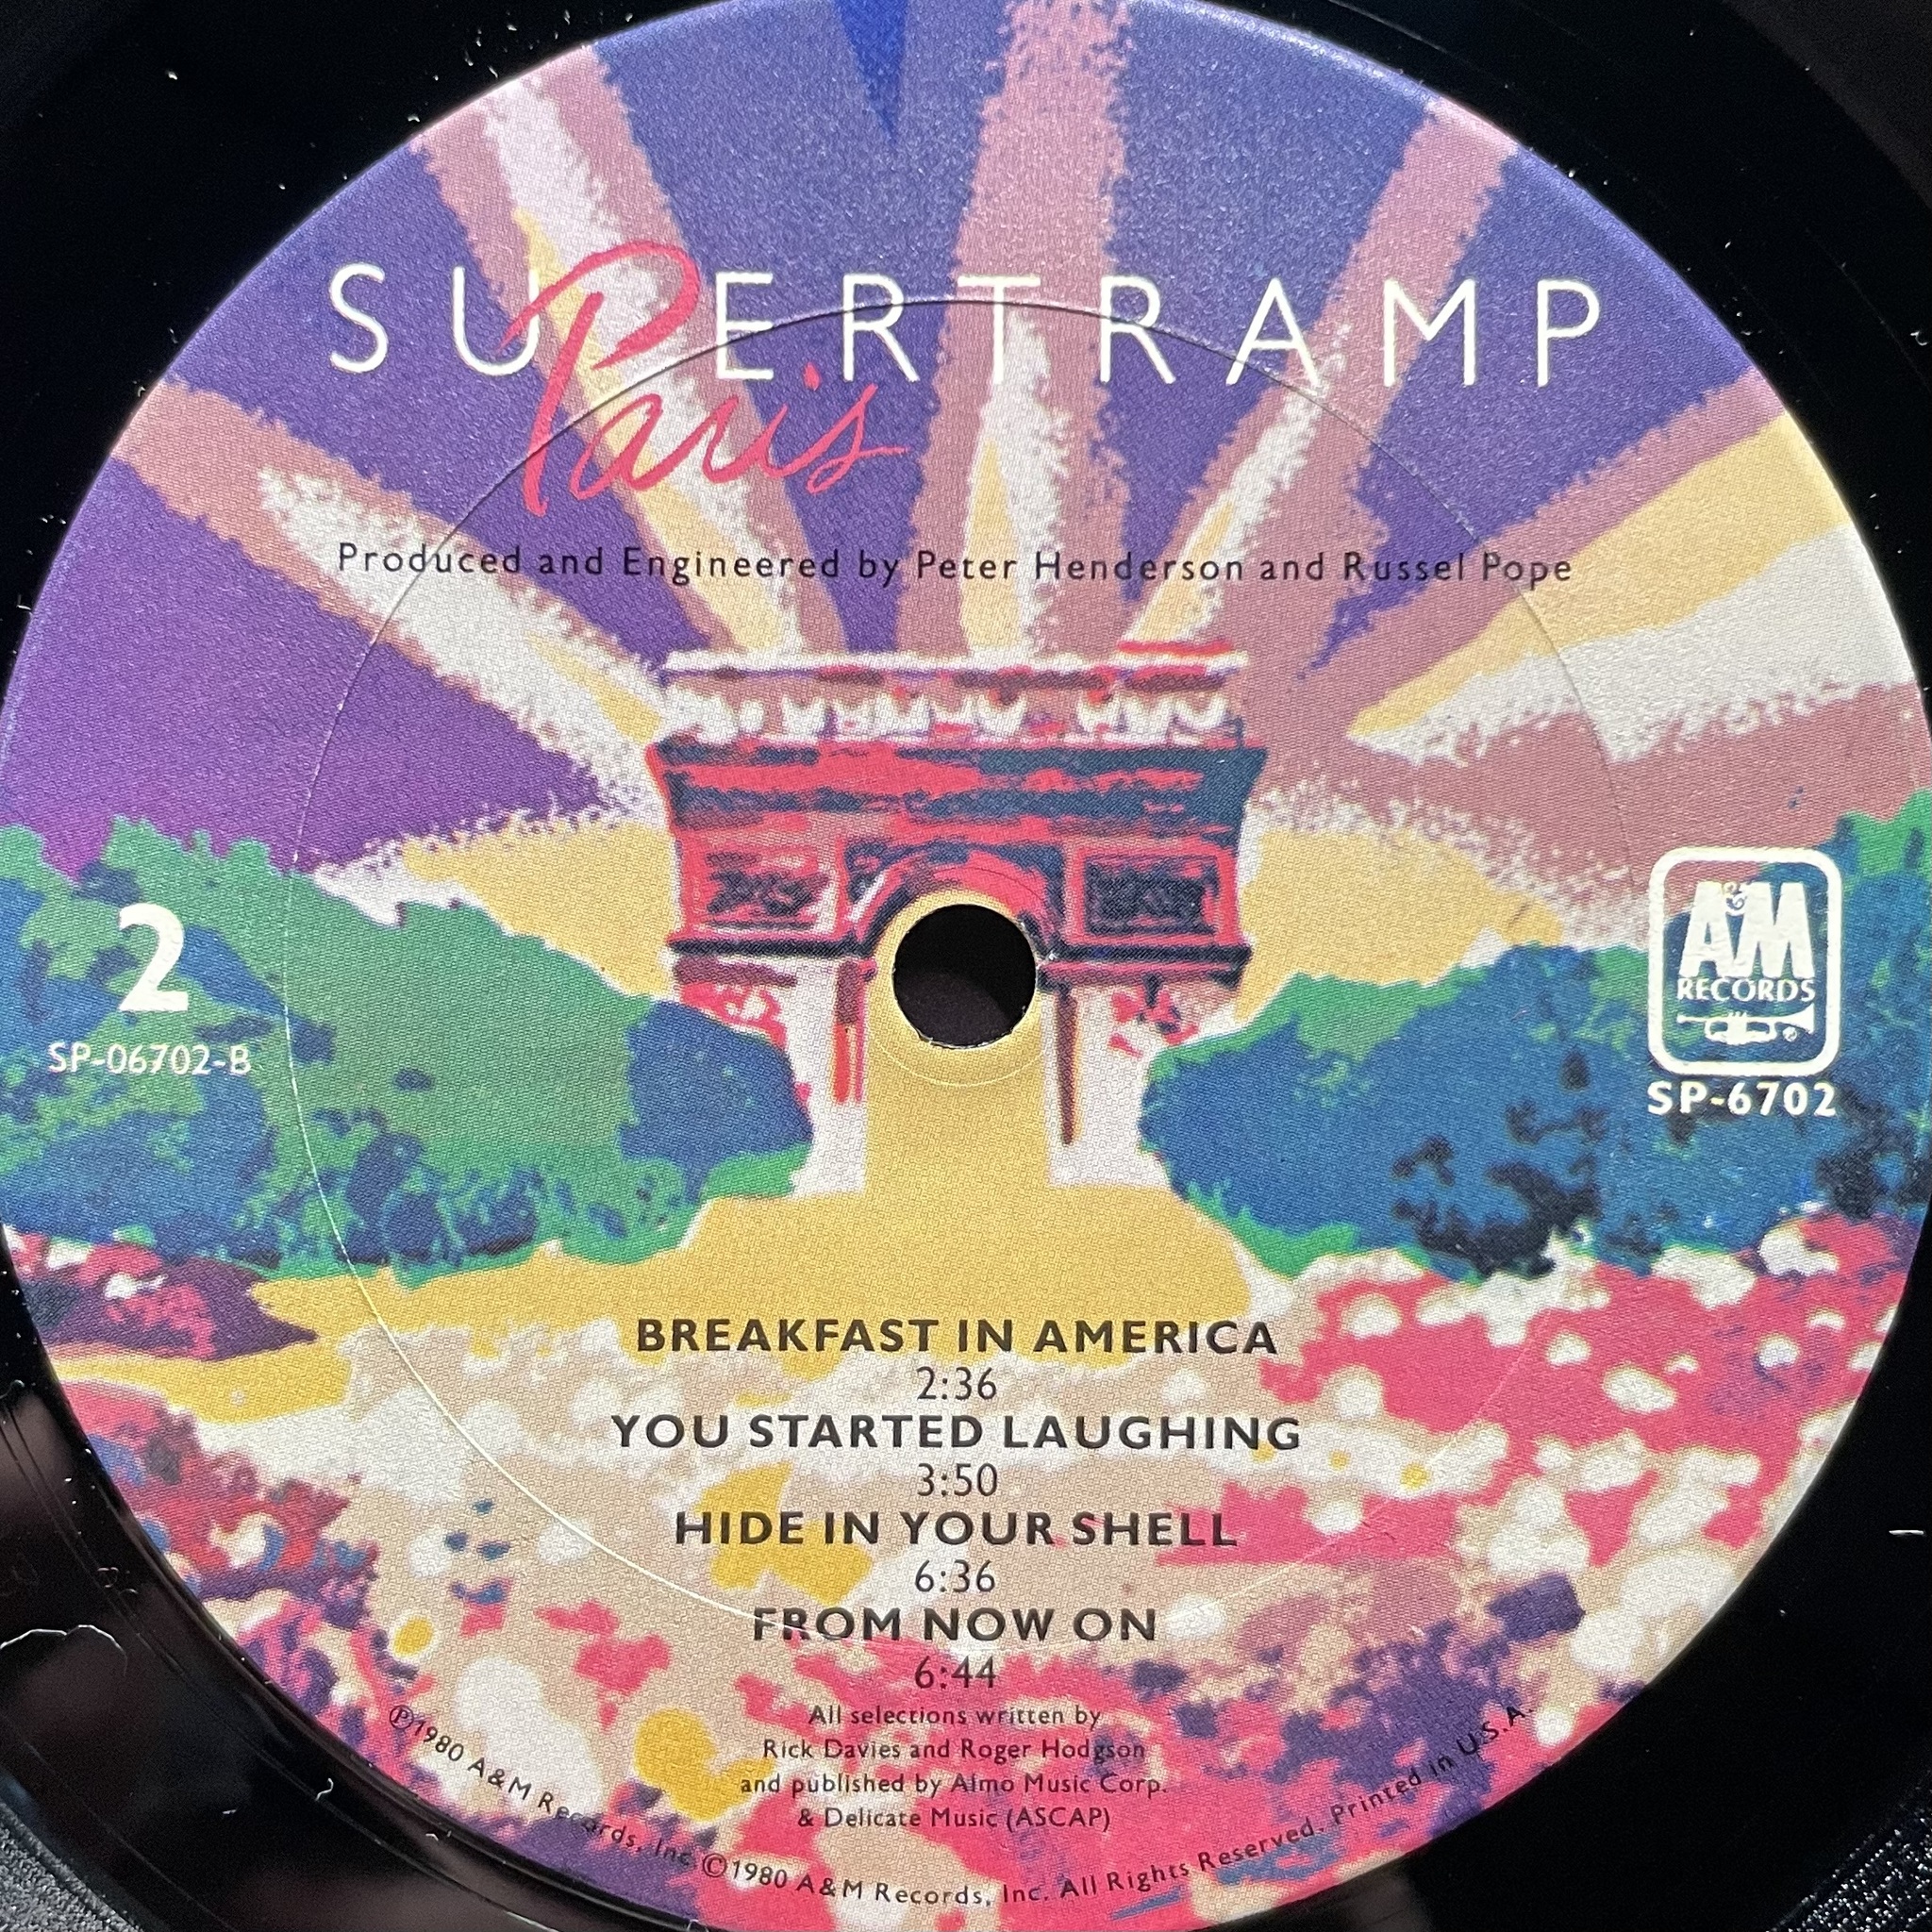 SUPERTRAMP
Paris
Produced and Engineered by Peter Henderson and Russel Pope
2
SP-06702-B
A&M
RECORDS
SP-6702
BREAKFAST IN AMERICA
2:36
YOU STARTED LAUGHING
3:50
HIDE IN YOUR SHELL
6:36
FROM NOW ON
6:44
All selections written by
Rick Davies and Roger Hodgson
and published by Almo Music Corp.
& Delicate Music (ASCAP)
℗1980 A&M Records, Inc. ©1980 A&M Records, Inc. All Rights Reserved. Printed in U.S.A.